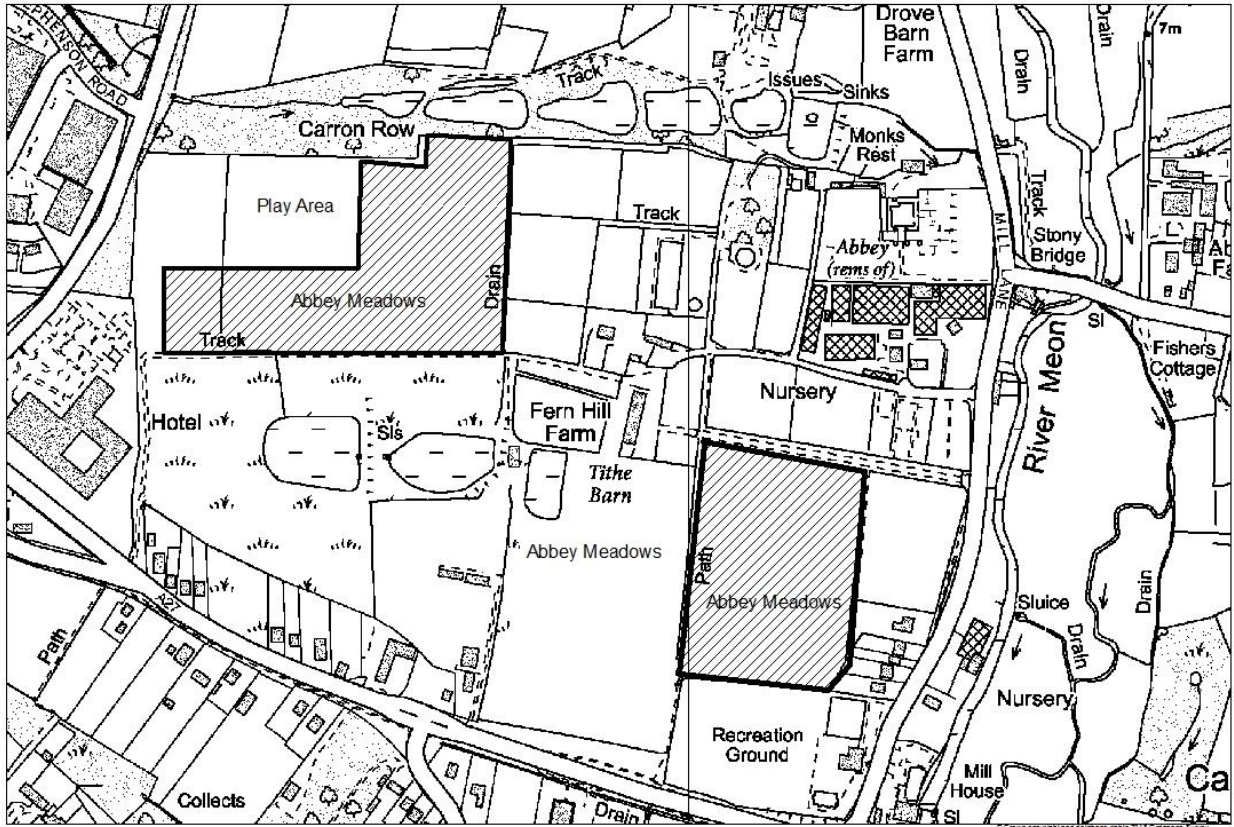 PHENSON ROAD
Drove
Barn
Farm
Drain
Drain
7m
Track
Issues
Sinks
Carron Row
Monks
Rest
Play Area
Track
Track
Stony
Bridge
Abbey
(rems of)
MILL LANE
Abbey Meadows
Drain
Track
Sl
River Meon
Fishers
Cottage
Nursery
Hotel
Sls
Fern Hill
Farm
Tithe
Barn
Abbey Meadows
Path
Abbey Meadows
A27
Path
Sluice
Drain
Drain
Nursery
Recreation
Ground
Mill
House
Sl
Collects
Drain
Ca